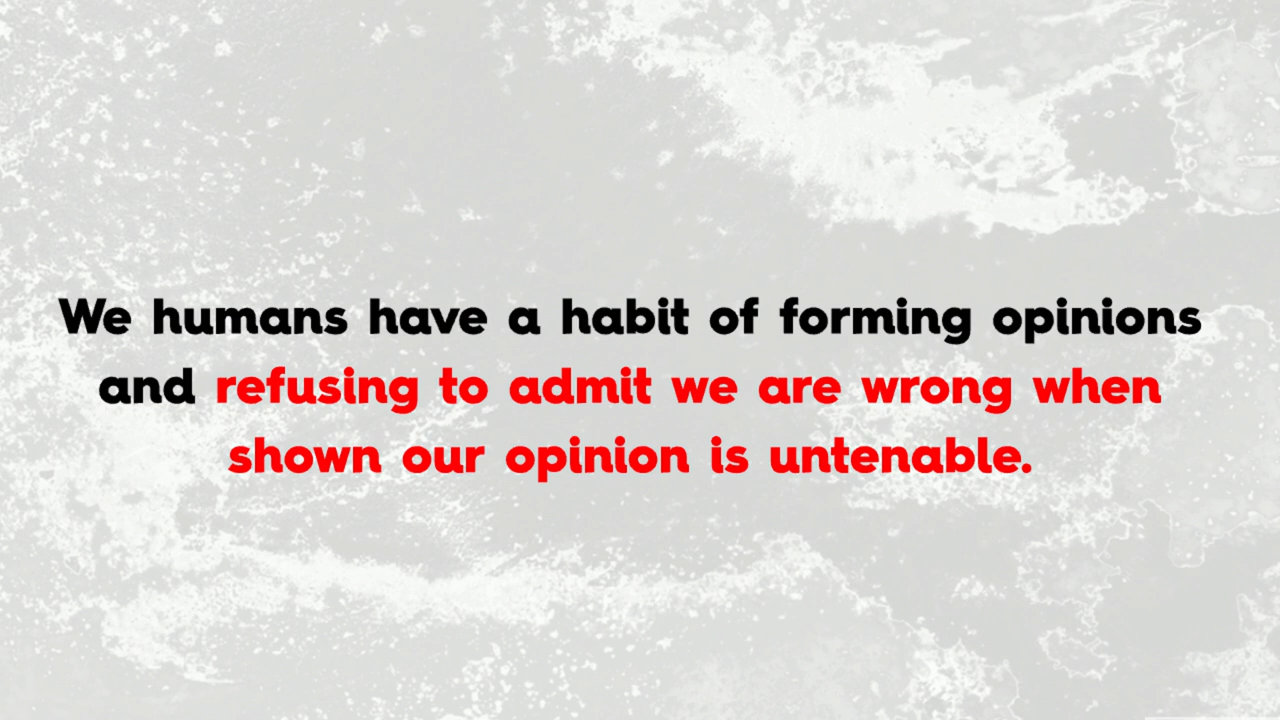 We humans have a habit of forming opinions
and refusing to admit we are wrong when
shown our opinion is untenable.